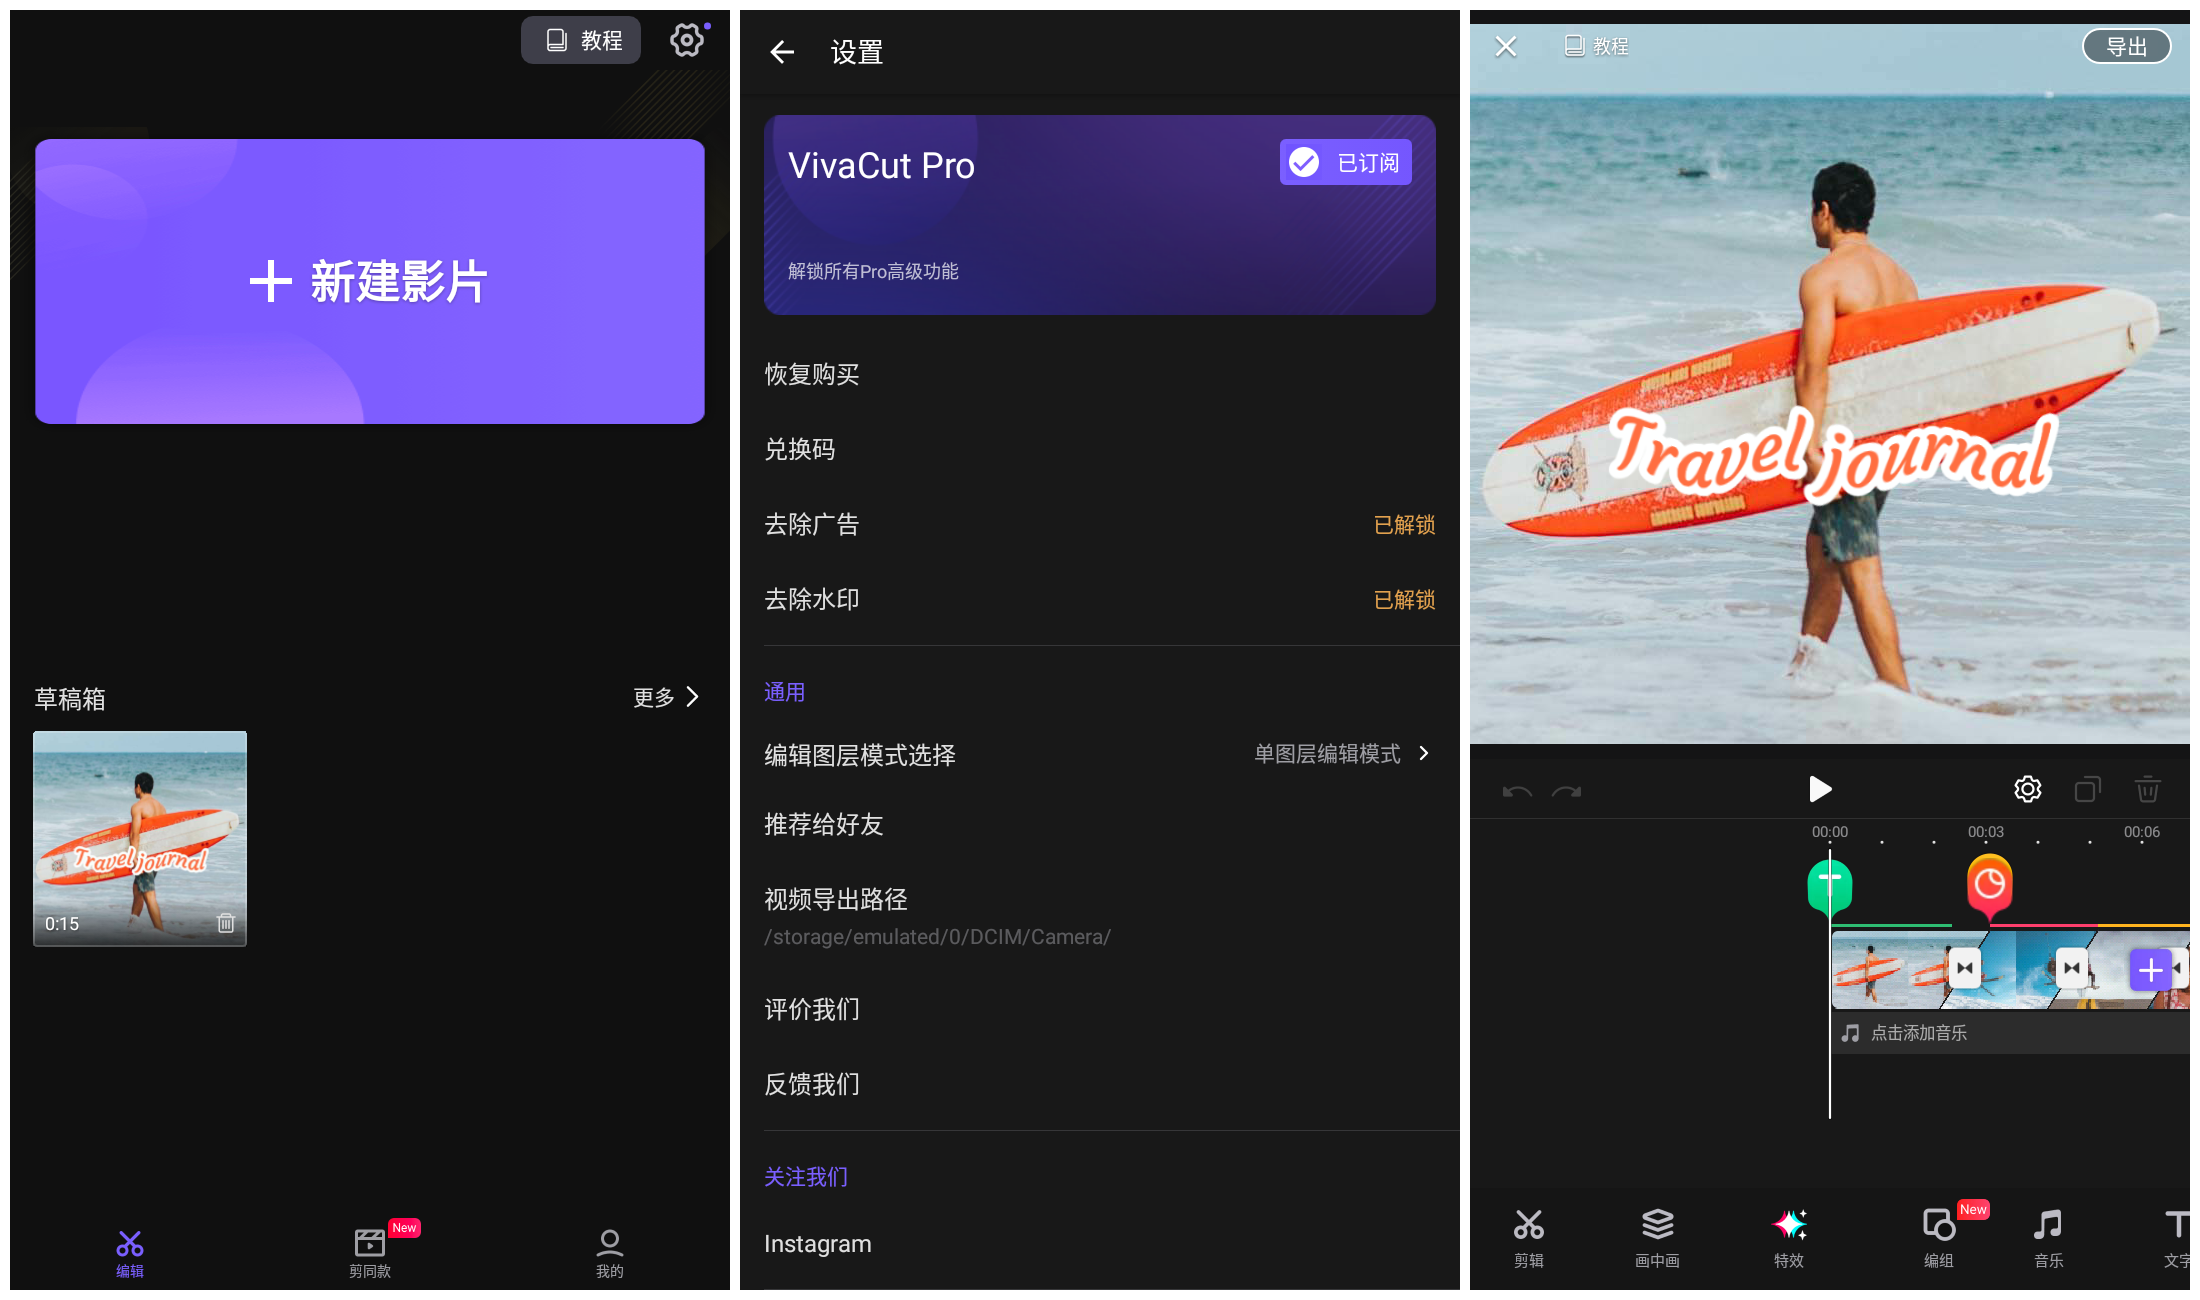 教程
新建影片
草稿箱
更多
Travel journal
0:15
编辑
New
剪同款
我的
设置
VivaCut Pro
已订阅
解锁所有Pro高级功能
恢复购买
兑换码
去除广告
已解锁
去除水印
已解锁
通用
编辑图层模式选择
单图层编辑模式
推荐给好友
视频导出路径
/storage/emulated/0/DCIM/Camera/
评价我们
反馈我们
关注我们
Instagram
教程
导出
Travel journal
00:00
00:03
00:06
点击添加音乐
剪辑
画中画
特效
New
编组
音乐
文字